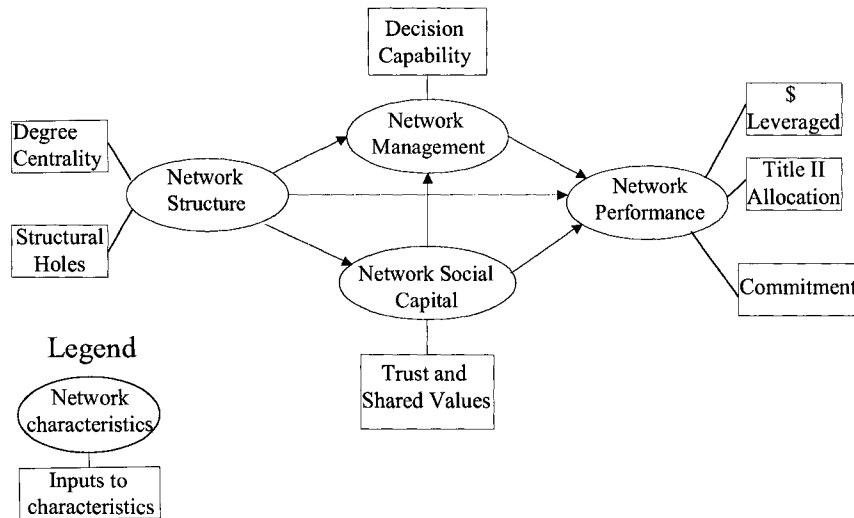 Decision
Capability
$
Leveraged
Degree
Centrality
Network
Management
Title II
Allocation
Network
Structure
Network
Performance
Structural
Holes
Network Social
Capital
Commitment
Legend
Trust and
Shared Values
Network
characteristics
Inputs to
characteristics